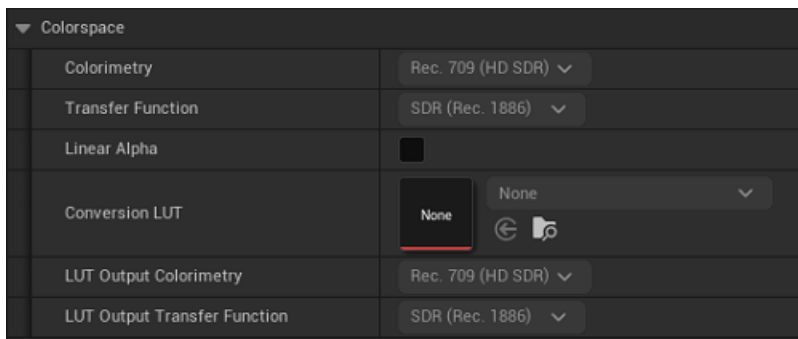 Colorspace
Colorimetry Rec. 709 (HD SDR)
Transfer Function SDR (Rec. 1886)
Linear Alpha
Conversion LUT None None
LUT Output Colorimetry Rec. 709 (HD SDR)
LUT Output Transfer Function SDR (Rec. 1886)